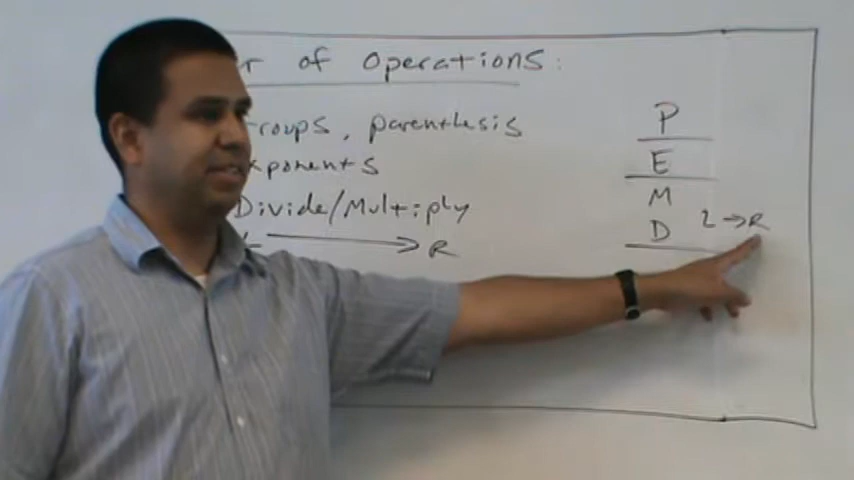 r of Operations:
roups, parenthesis
xponents
Divide/Multiply
L → R
P
E
M
D L → R